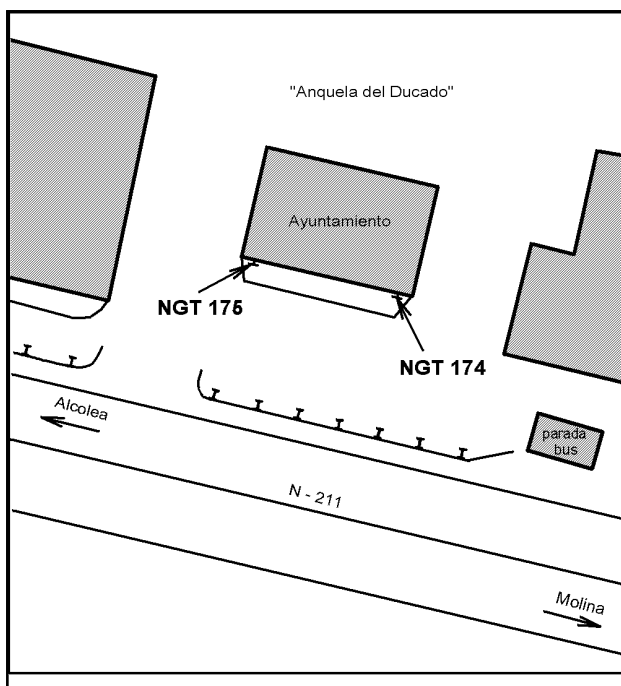 "Anquela del Ducado"
Ayuntamiento
NGT 175
NGT 174
Alcolea
parada
bus
N - 211
Molina